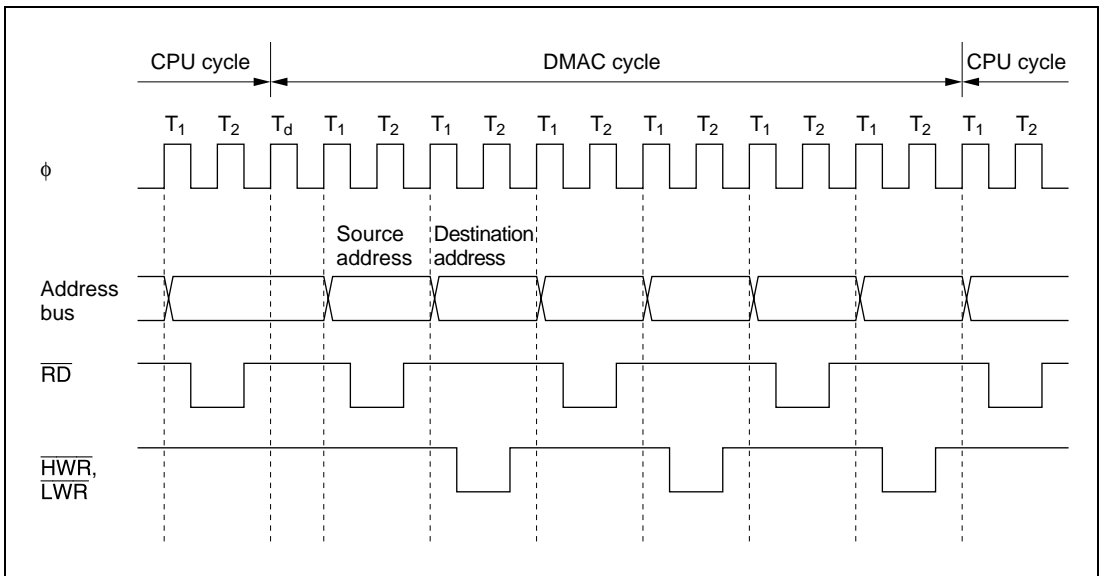 CPU cycle DMAC cycle CPU cycle
T1 T2 Td T1 T2 T1 T2 T1 T2 T1 T2 T1 T2 T1 T2 T1 T2
ϕ
Source address
Destination address
Address
bus
RD
HWR,
LWR